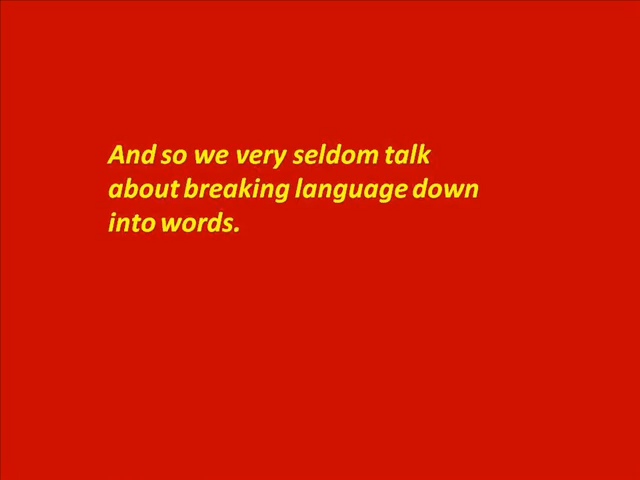 And so we very seldom talk
about breaking language down
into words.